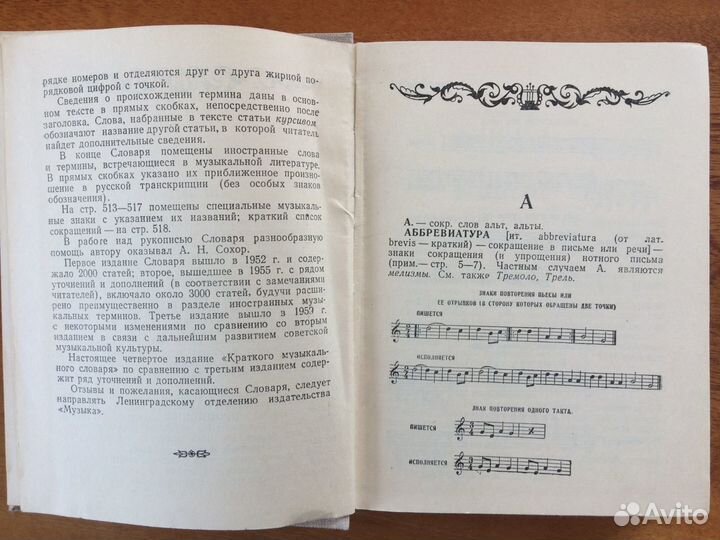 рядке номеров и отделяются друг от друга жирной по-
рядковой цифрой с точкой.
Сведения о происхождении термина даны в основ-
ном тексте в прямых скобках, непосредственно после
заголовка. Слова, набранные в тексте статьи курсивом
обозначают название другой статьи, в которой читатель
найдет дополнительные сведения.
В конце Словаря помещены иностранные слова
и термины, встречающиеся в музыкальной литературе.
В прямых скобках указано их приближенное произноше-
ние в русской транскрипции (без особых знаков
обозначения).
На стр. 513—517 помещены специальные музыкаль-
ные знаки с указанием их названий; краткий список
сокращений — на стр. 518.
В работе над рукописью Словаря разнообразную
помощь автору оказывал А. Н. Сохор.
Первое издание Словаря вышло в 1952 г. и содер-
жало 2000 статей; второе, вышедшее в 1955 г. с рядом
уточнений и дополнений (в соответствии с замечаниями
читателей), включало около 3000 статей, будучи расши-
рено преимущественно в разделе иностранных музы-
кальных терминов. Третье издание вышло в 1959 г.
с некоторыми изменениями по сравнению со вторым
изданием в связи с дальнейшим развитием советской
музыкальной культуры.
Настоящее четвертое издание «Краткого музыкаль-
ного словаря» по сравнению с третьим изданием содер-
жит ряд уточнений и дополнений.
Отзывы и пожелания, касающиеся Словаря, следует
направлять Ленинградскому отделению издательства
«Музыка».
А
А. — сокр. слов альт, альты.
АББРЕВИАТУРА [ит. abbreviatura (от лат.
brevis — краткий) — сокращение в письме или речи] —
знаки сокращения (и упрощения) нотного письма
(прим. — стр. 5—7). Частным случаем А. являются
мелизмы. См. также Тремоло, Трель.
ЗНАКИ ПОВТОРЕНИЯ ПЬЕСЫ ИЛИ
ЕЕ ОТРЫВКОВ (В СТОРОНУ КОТОРЫХ ОБРАЩЕНЫ ДВЕ ТОЧКИ)
ПИШЕТСЯ
ИСПОЛНЯЕТСЯ
ЗНАК ПОВТОРЕНИЯ ОДНОГО ТАКТА.
ПИШЕТСЯ
ИСПОЛНЯЕТСЯ
Avito